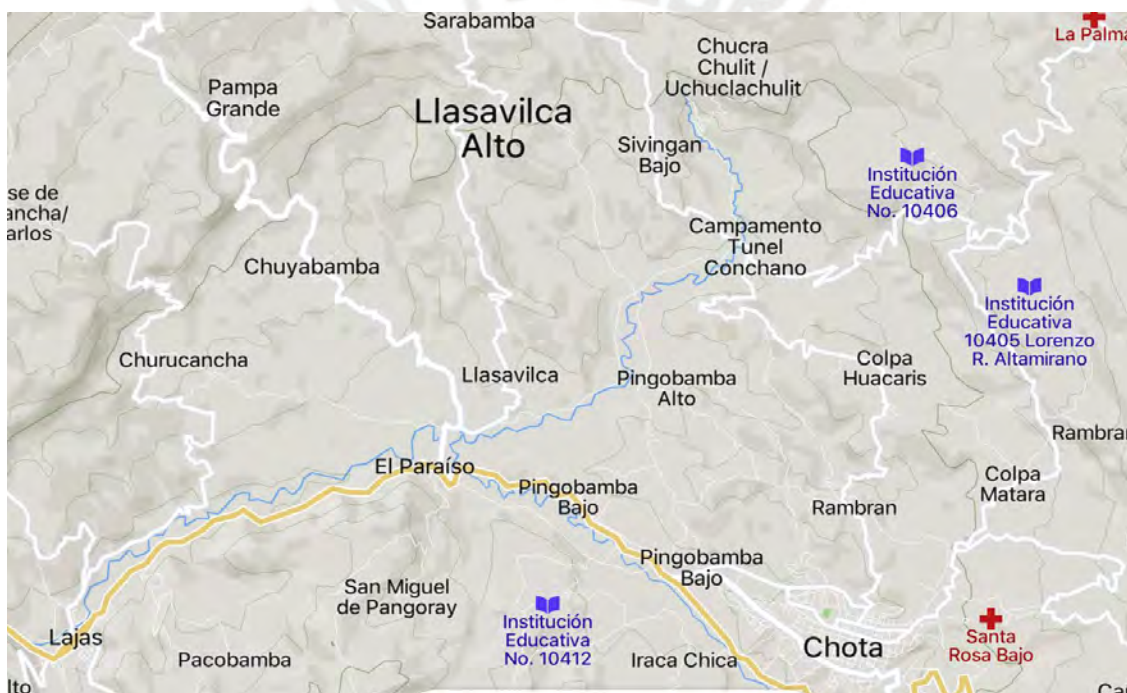 Sarabamba
La Palma
Chucra
Chulit /
Uchuclachulit
Pampa
Grande
Llasavilca
Alto
Sivingan
Bajo
Institución
Educativa
No. 10406
se de
ancha/
arlos
Campamento
Tunel
Conchano
Chuyabamba
Institución
Educativa
10405 Lorenzo
R. Altamirano
Churucancha
Llasavilca
Colpa
Huacaris
Pingobamba
Alto
Rambran
El Paraíso
Pingobamba
Bajo
Colpa
Matara
Rambran
Pingobamba
Bajo
San Miguel
de Pangoray
Institución
Educativa
No. 10412
Lajas
Pacobamba
Iraca Chica
Chota
Santa
Rosa Bajo
lto
Ca